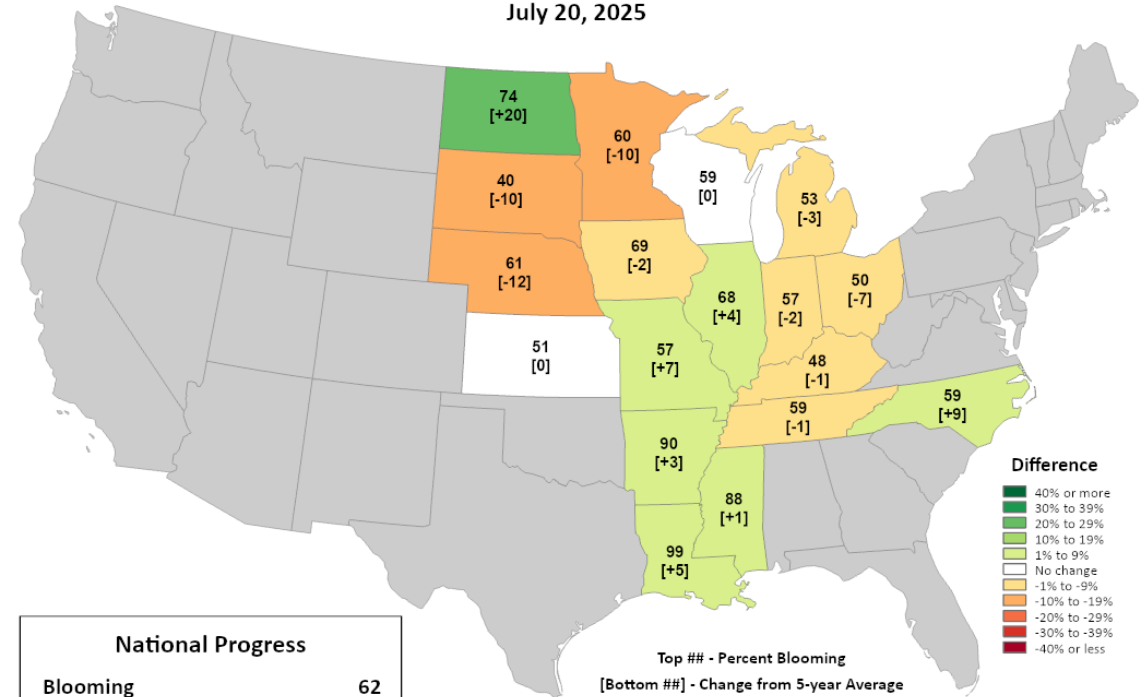 July 20, 2025
74
[+20]
60
[-10]
59
[0]
40
[-10]
53
[-3]
69
[-2]
61
[-12]
50
[-7]
68
[+4]
57
[-2]
51
[0]
57
[+7]
48
[-1]
59
[-1]
59
[+9]
90
[+3]
88
[+1]
99
[+5]
Difference
40% or more
30% to 39%
20% to 29%
10% to 19%
1% to 9%
No change
-1% to -9%
-10% to -19%
-20% to -29%
-30% to -39%
-40% or less
National Progress
Blooming 62
Top ## - Percent Blooming
[Bottom ##] - Change from 5-year Average